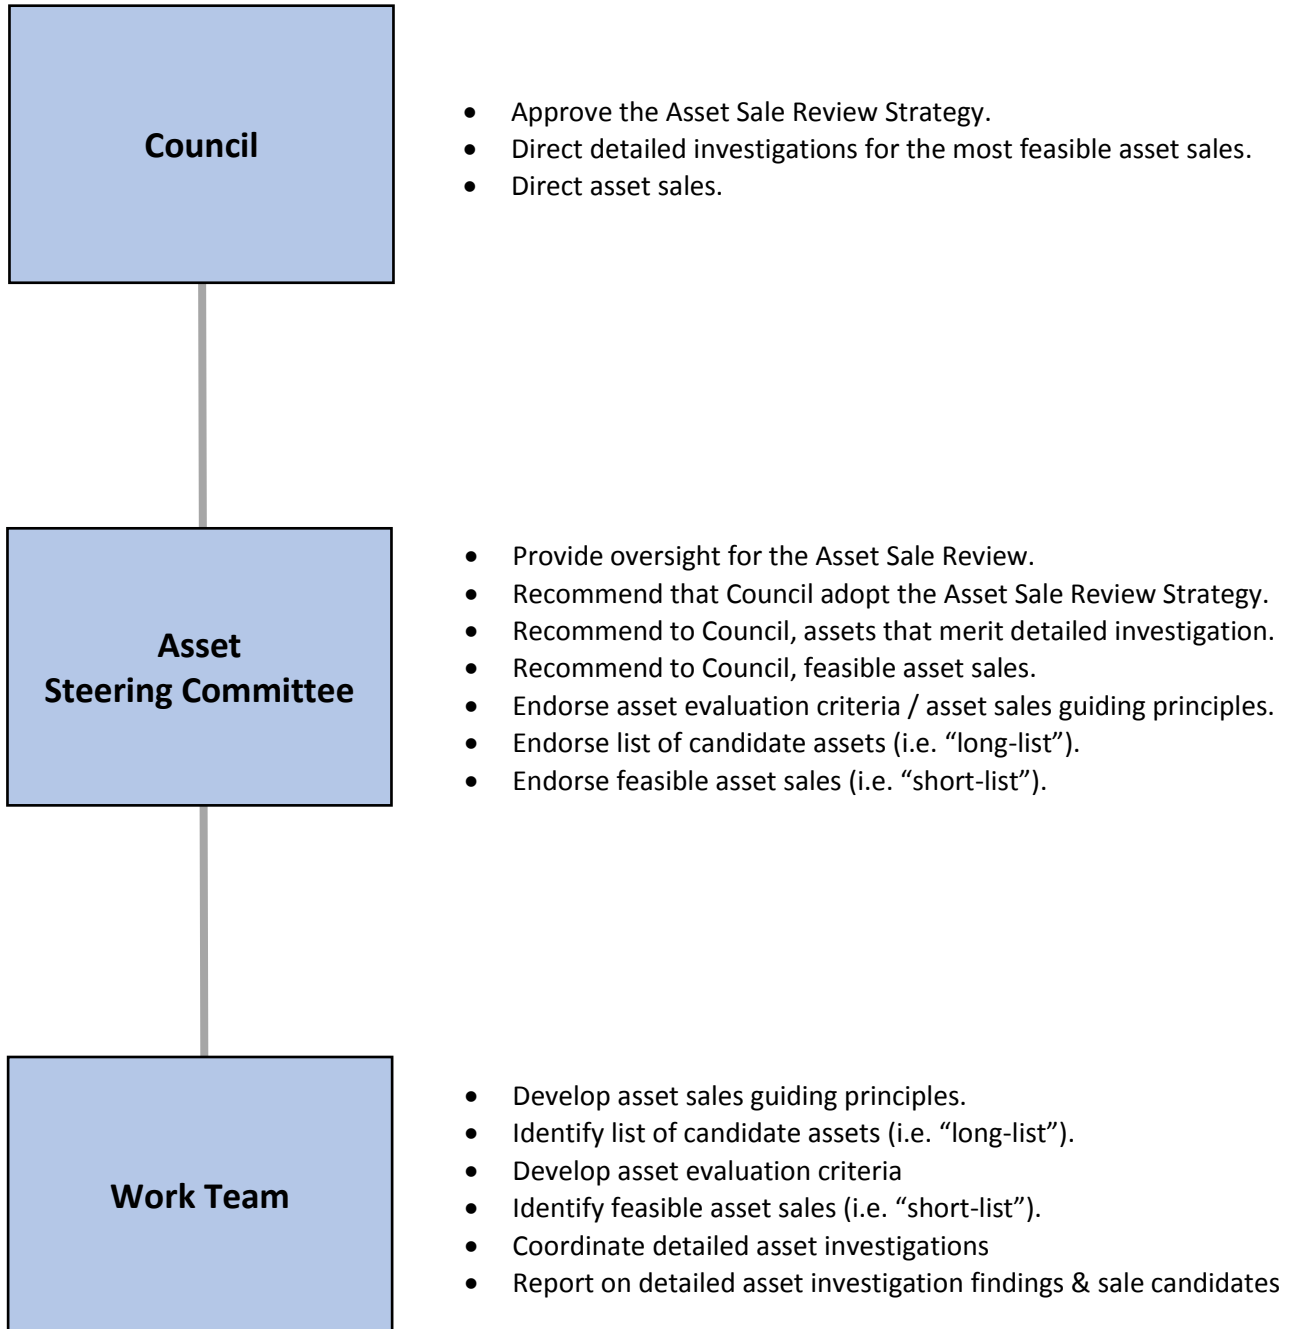 Council
• Approve the Asset Sale Review Strategy.
• Direct detailed investigations for the most feasible asset sales.
• Direct asset sales.
Asset
Steering Committee
• Provide oversight for the Asset Sale Review.
• Recommend that Council adopt the Asset Sale Review Strategy.
• Recommend to Council, assets that merit detailed investigation.
• Recommend to Council, feasible asset sales.
• Endorse asset evaluation criteria / asset sales guiding principles.
• Endorse list of candidate assets (i.e. “long-list”).
• Endorse feasible asset sales (i.e. “short-list”).
Work Team
• Develop asset sales guiding principles.
• Identify list of candidate assets (i.e. “long-list”).
• Develop asset evaluation criteria
• Identify feasible asset sales (i.e. “short-list”).
• Coordinate detailed asset investigations
• Report on detailed asset investigation findings & sale candidates